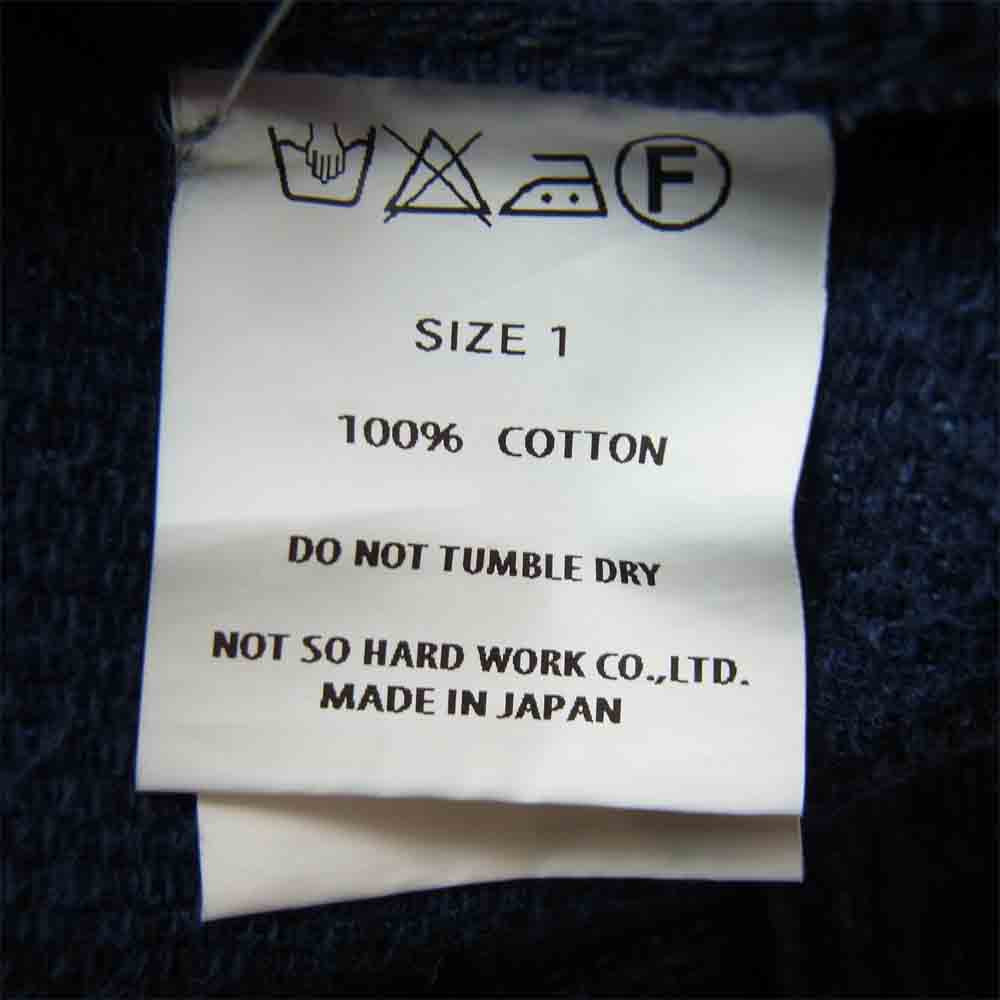 F
SIZE 1
100% COTTON
DO NOT TUMBLE DRY
NOT SO HARD WORK CO.,LTD.
MADE IN JAPAN